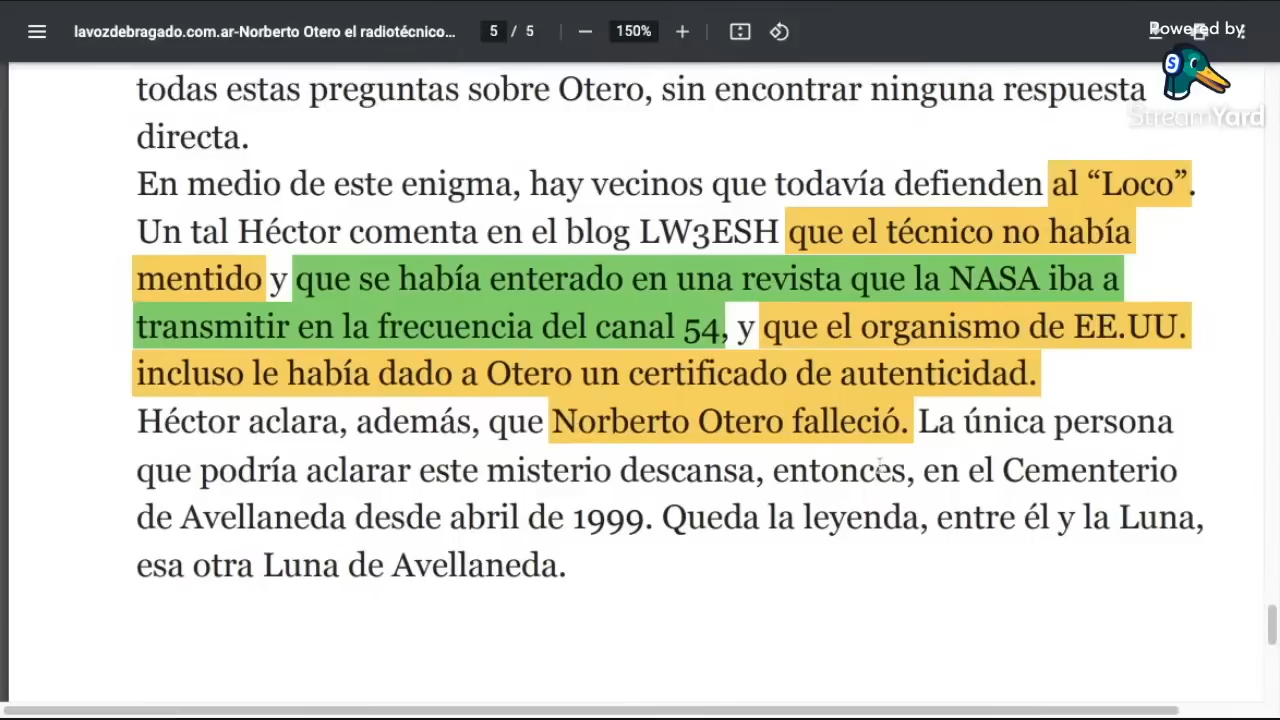 lavozdebragado.com.ar-Norberto Otero el radiotécnico... 5 / 5 150%
Powered by
StreamYard
todas estas preguntas sobre Otero, sin encontrar ninguna respuesta
directa.
En medio de este enigma, hay vecinos que todavía defienden al “Loco”.
Un tal Héctor comenta en el blog LW3ESH que el técnico no había
mentido y que se había enterado en una revista que la NASA iba a
transmitir en la frecuencia del canal 54, y que el organismo de EE.UU.
incluso le había dado a Otero un certificado de autenticidad.
Héctor aclara, además, que Norberto Otero falleció. La única persona
que podría aclarar este misterio descansa, entonces, en el Cementerio
de Avellaneda desde abril de 1999. Queda la leyenda, entre él y la Luna,
esa otra Luna de Avellaneda.